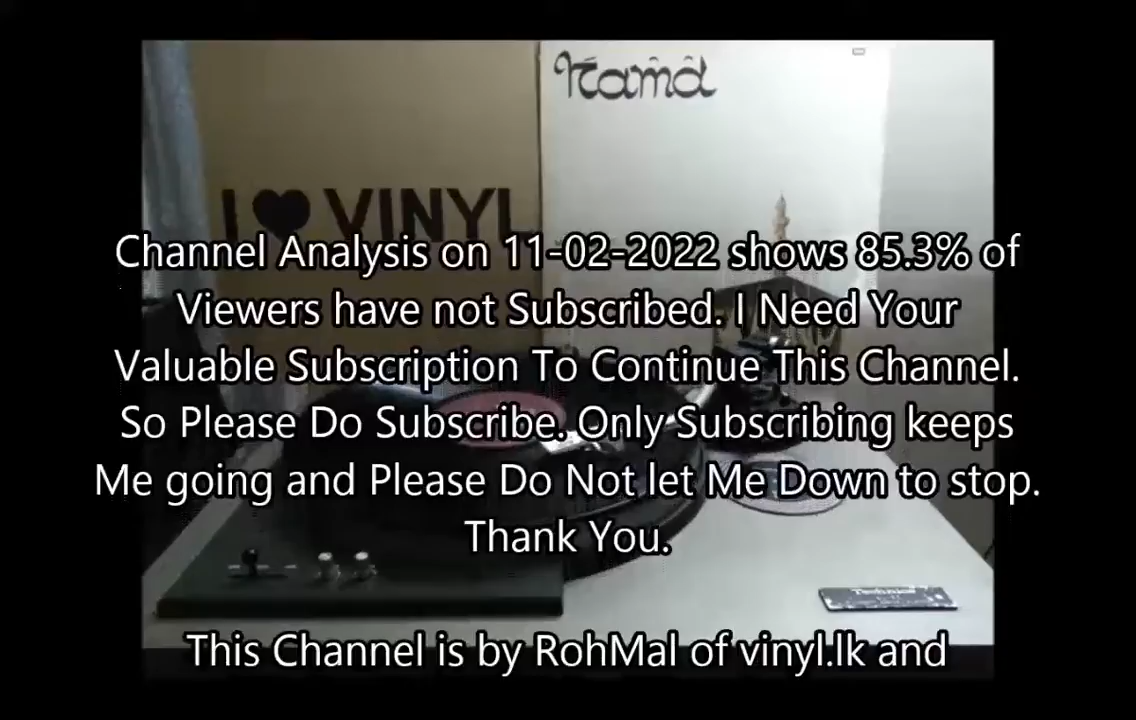 Kamal
I ♥ VINYL
Channel Analysis on 11-02-2022 shows 85.3% of
Viewers have not Subscribed. I Need Your
Valuable Subscription To Continue This Channel.
So Please Do Subscribe. Only Subscribing keeps
Me going and Please Do Not let Me Down to stop.
Thank You.
Technics
This Channel is by RohMal of vinyl.lk and